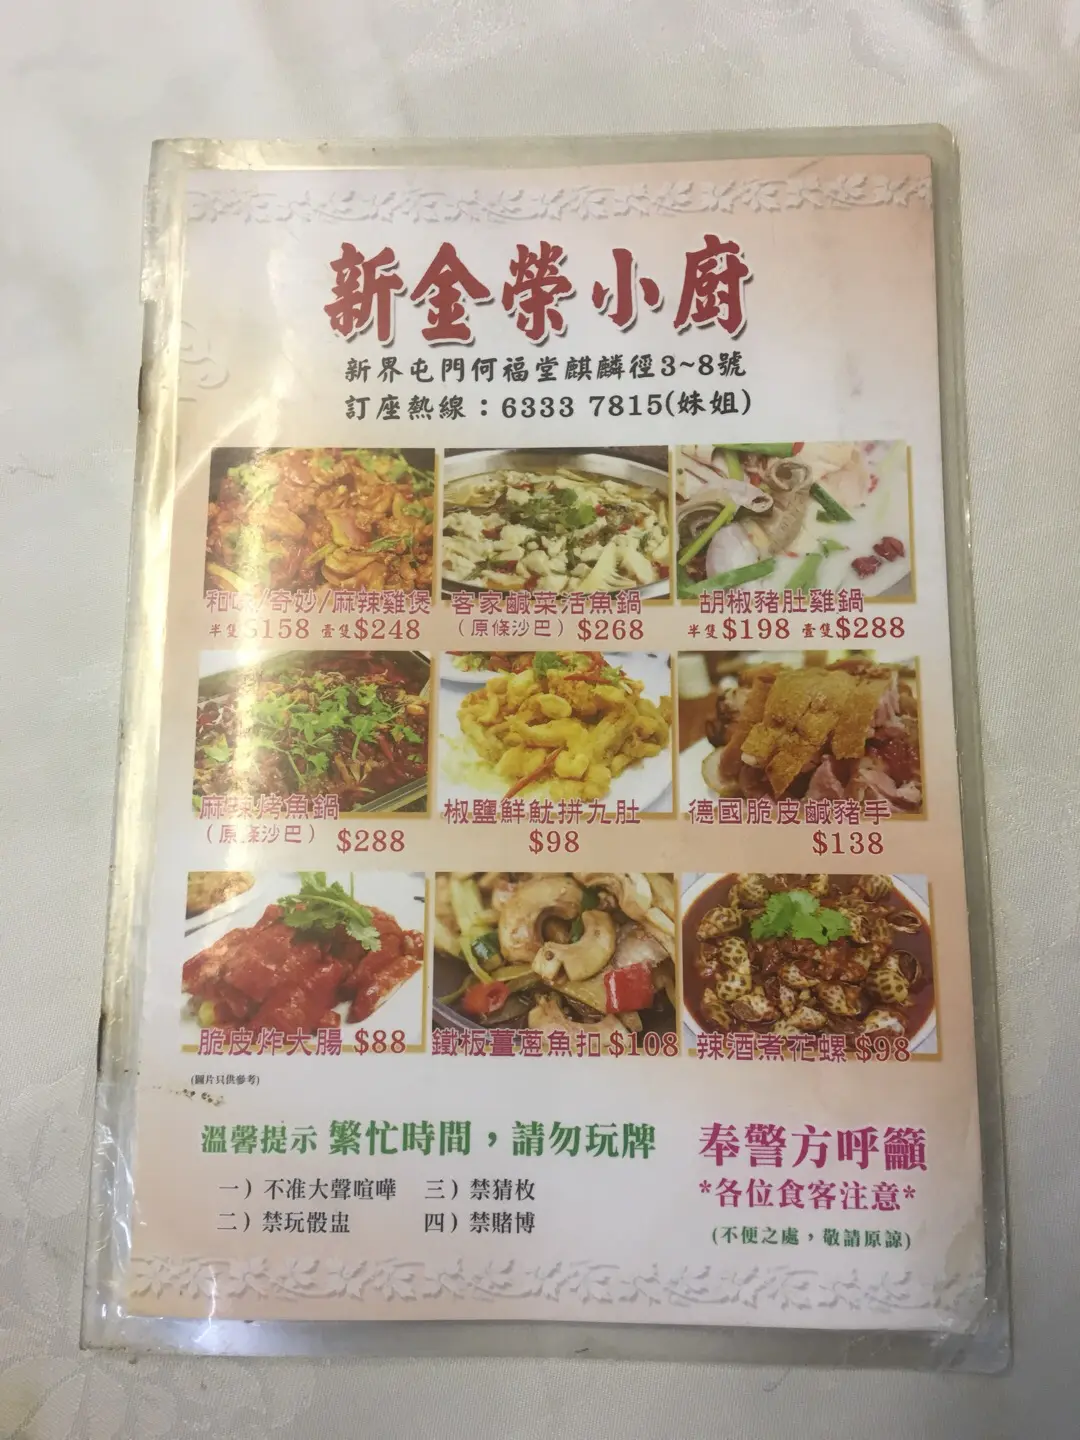 新金榮小廚
新界屯門何福堂麒麟徑3~8號
訂座熱線：6333 7815(妹姐)
和味/奇妙/麻辣雞煲
半隻$158 壹隻$248
客家鹹菜活魚鍋
（原條沙巴）$268
胡椒豬肚雞鍋
半隻$198 壹隻$288
麻辣烤魚鍋
（原條沙巴） $288
椒鹽鮮魷拼九肚
$98
德國脆皮鹹豬手
$138
脆皮炸大腸 $88
鐵板薑蔥魚扣 $108
辣酒煮花螺 $98
(圖片只供參考)
溫馨提示 繁忙時間，請勿玩牌
一）不准大聲喧嘩 三）禁猜枚
二）禁玩骰盅 四）禁賭博
奉警方呼籲
*各位食客注意*
(不便之處，敬請原諒)